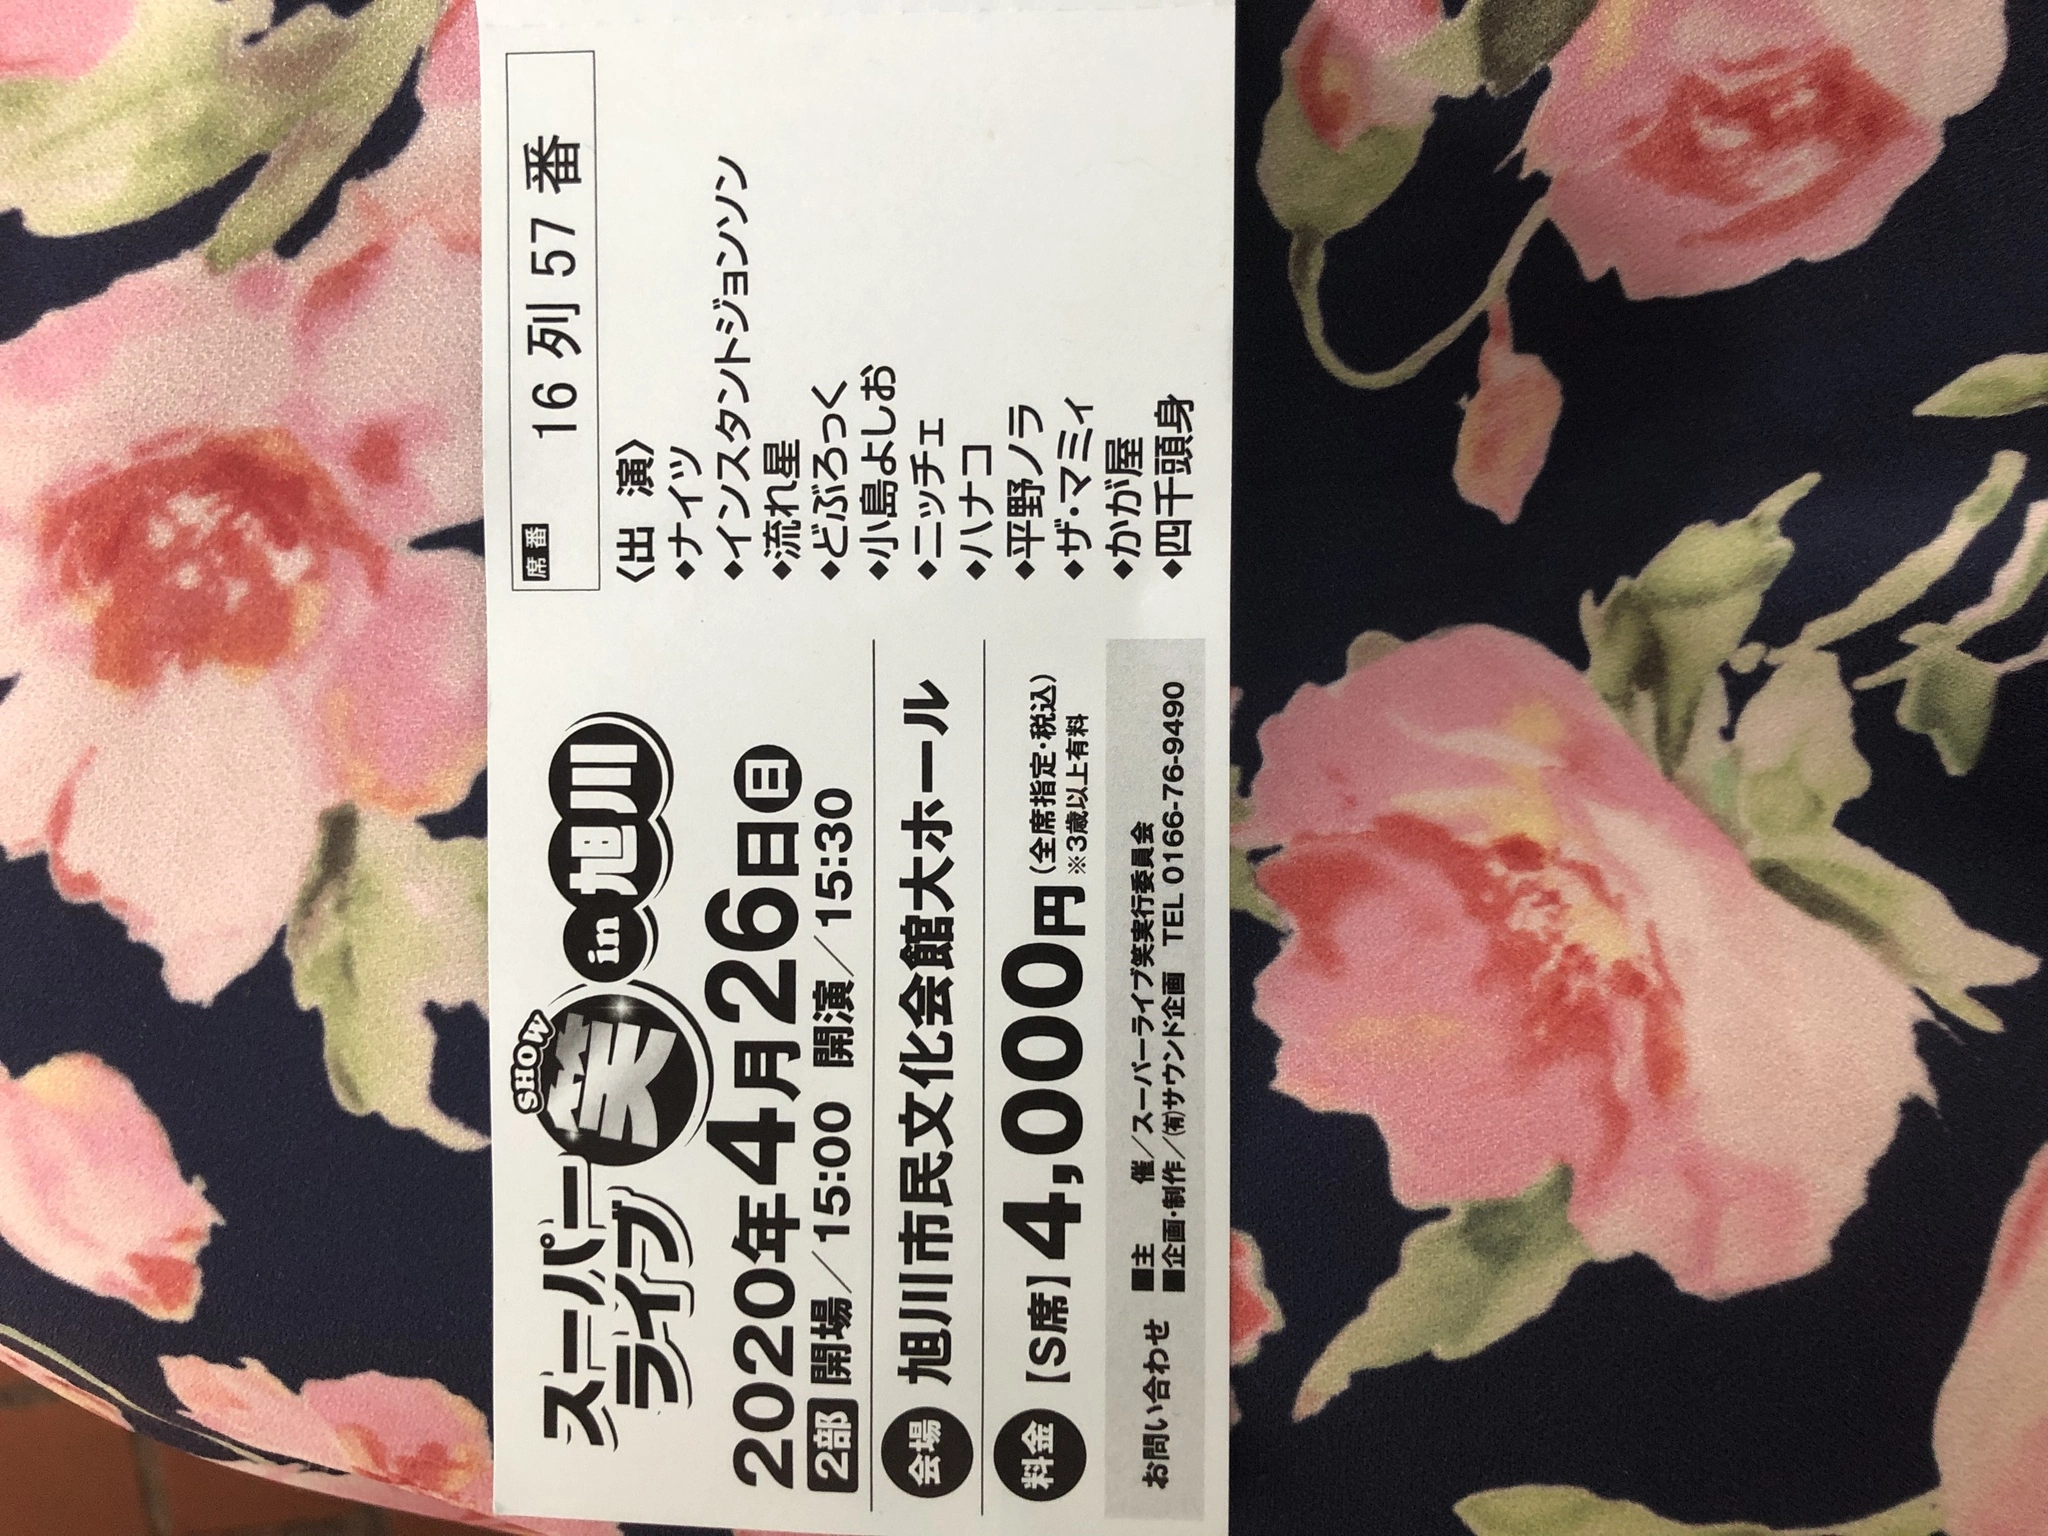 スーパーライブ
SHOW
笑 in 旭川
2020年4月26日 日
2部 開場／15:00 開演／15:30
会場 旭川市民文化会館大ホール
料金 【S席】4,000円（全席指定・税込）
※3歳以上有料
お問い合わせ
■主 催／スーパーライブ笑実行委員会
■企画・制作／㈲サウンド企画 TEL 0166-76-9490
席番 16列57番
〈出 演〉
◆ナイツ
◆インスタントジョンソン
◆流れ星
◆どぶろっく
◆小島よしお
◆ニッチェ
◆ハナコ
◆平野ノラ
◆ザ・マミィ
◆かが屋
◆四千頭身